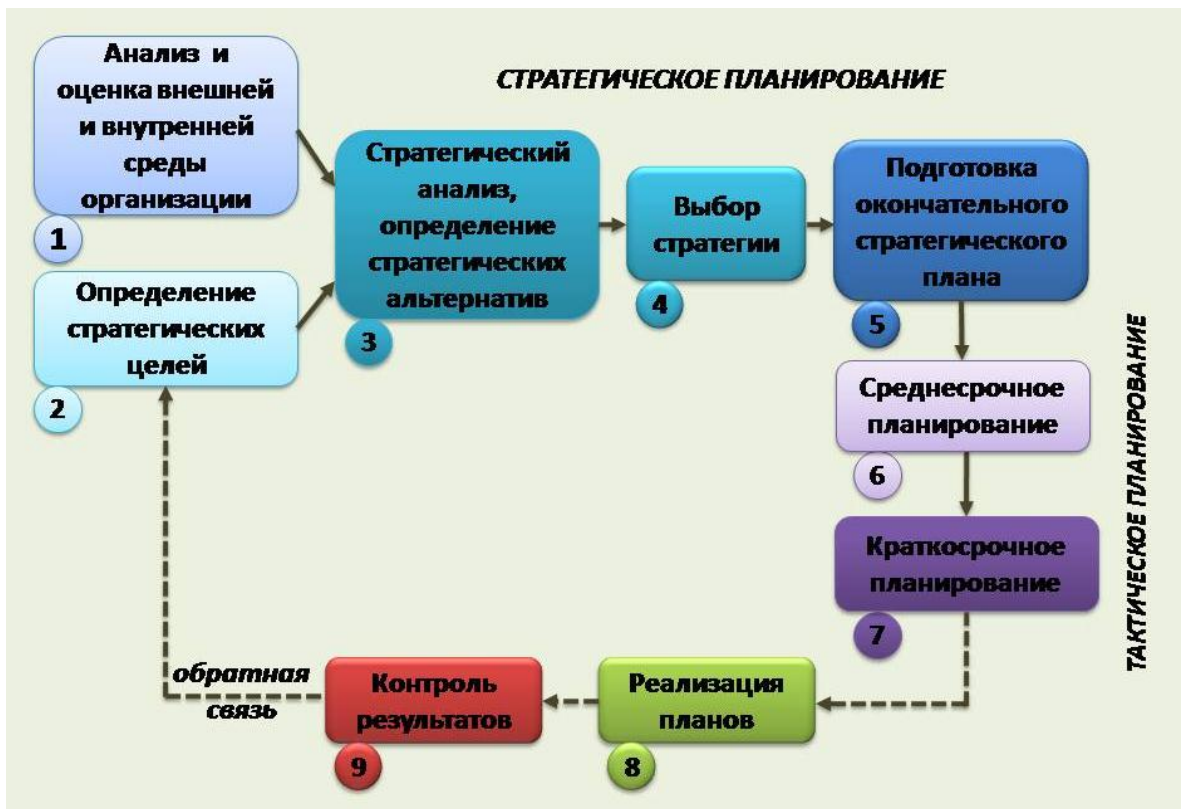 Анализ и
оценка внешней
и внутренней
среды
организации
1
СТРАТЕГИЧЕСКОЕ ПЛАНИРОВАНИЕ
Определение
стратегических
целей
2
Стратегический
анализ,
определение
стратегических
альтернатив
3
Выбор
стратегии
4
Подготовка
окончательного
стратегического
плана
5
Среднесрочное
планирование
6
Краткосрочное
планирование
7
ТАКТИЧЕСКОЕ ПЛАНИРОВАНИЕ
Реализация
планов
8
Контроль
результатов
9
обратная
связь